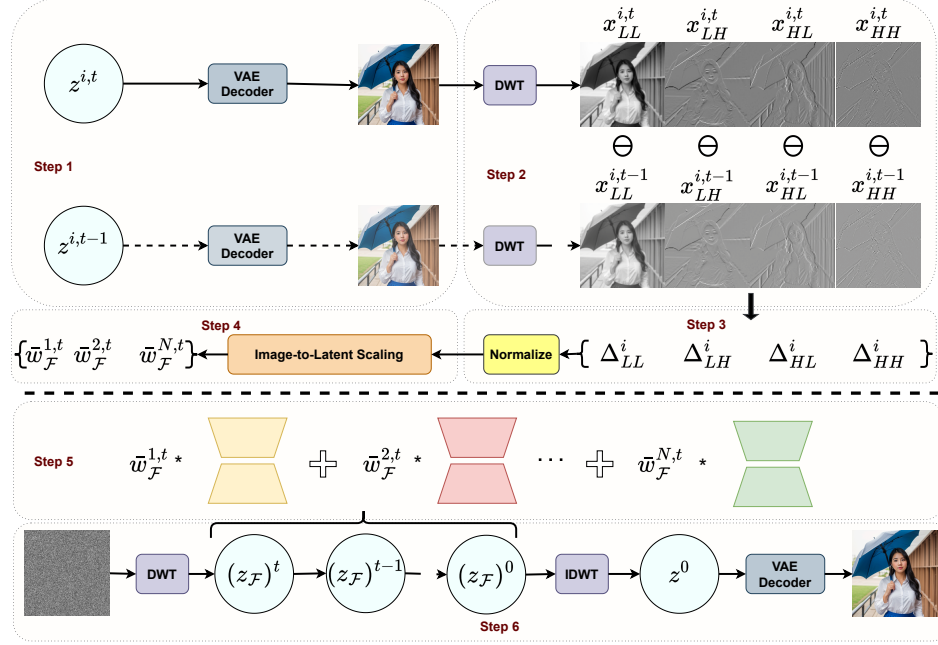 $z^{i,t}$
VAE
Decoder
DWT
$x_{LL}^{i,t}$ $x_{LH}^{i,t}$ $x_{HL}^{i,t}$ $x_{HH}^{i,t}$
Step 1
Step 2
⊖ ⊖ ⊖ ⊖
$x_{LL}^{i,t-1}$ $x_{LH}^{i,t-1}$ $x_{HL}^{i,t-1}$ $x_{HH}^{i,t-1}$
$z^{i,t-1}$
VAE
Decoder
DWT
Step 4
Step 3
{$\bar{w}_{\mathcal{F}}^{1,t}$ $\bar{w}_{\mathcal{F}}^{2,t}$ $\bar{w}_{\mathcal{F}}^{N,t}$}
Image-to-Latent Scaling
Normalize
{ $\Delta_{LL}^{i}$ $\Delta_{LH}^{i}$ $\Delta_{HL}^{i}$ $\Delta_{HH}^{i}$ }
Step 5
$\bar{w}_{\mathcal{F}}^{1,t}$ * + $\bar{w}_{\mathcal{F}}^{2,t}$ * ... + $\bar{w}_{\mathcal{F}}^{N,t}$ *
DWT
$(z_{\mathcal{F}})^{t}$
$(z_{\mathcal{F}})^{t-1}$
$(z_{\mathcal{F}})^{0}$
IDWT
$z^{0}$
VAE
Decoder
Step 6